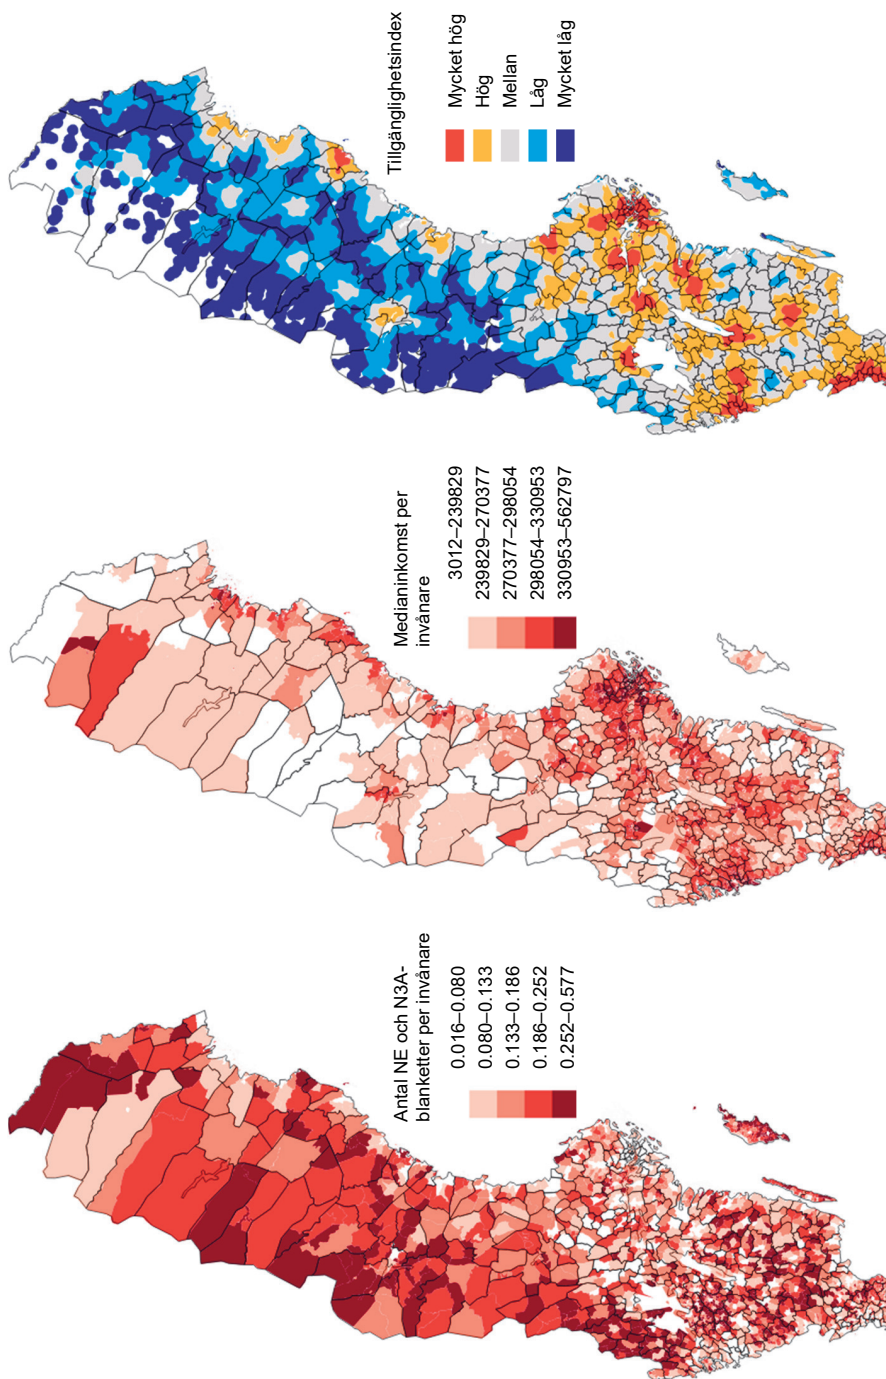 Tillgänglighetsindex
Mycket hög
Hög
Mellan
Låg
Mycket låg
Medianinkomst per
invånare
3012–239829
239829–270377
270377–298054
298054–330953
330953–562797
Antal NE och N3A-
blanketter per invånare
0.016–0.080
0.080–0.133
0.133–0.186
0.186–0.252
0.252–0.577